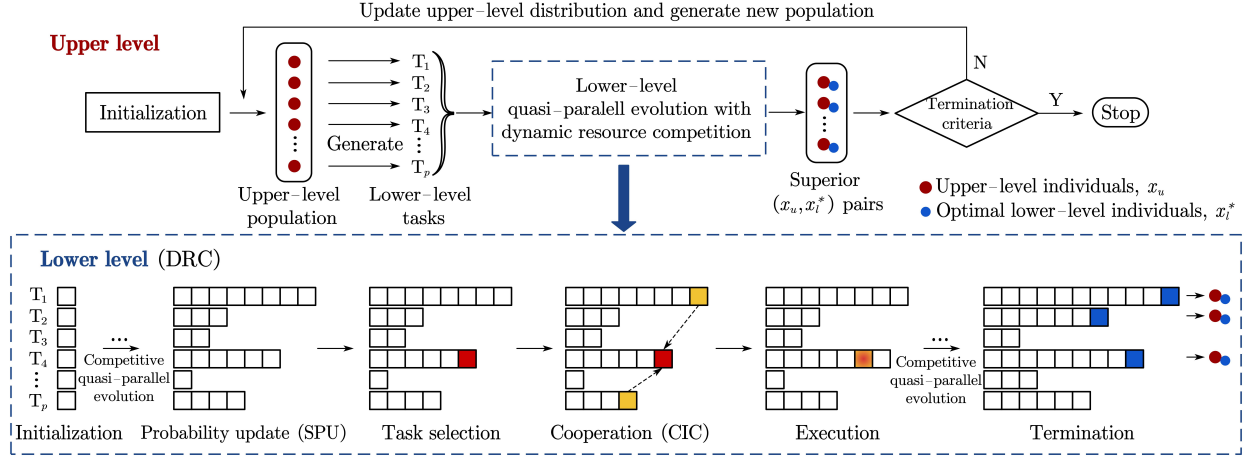 Update upper-level distribution and generate new population
Upper level
Initialization
T1
T2
T3
T4
Tp
Generate
Upper-level
population
Lower-level
tasks
Lower-level
quasi-paralell evolution with
dynamic resource competition
Superior
(xu,xl*) pairs
Termination
criteria
N
Y
Stop
Upper-level individuals, xu
Optimal lower-level individuals, xl*
Lower level (DRC)
T1
T2
T3
T4
Tp
Initialization
...
Competitive
quasi-parallel
evolution
Probability update (SPU)
Task selection
Cooperation (CIC)
Execution
...
Competitive
quasi-parallel
evolution
Termination